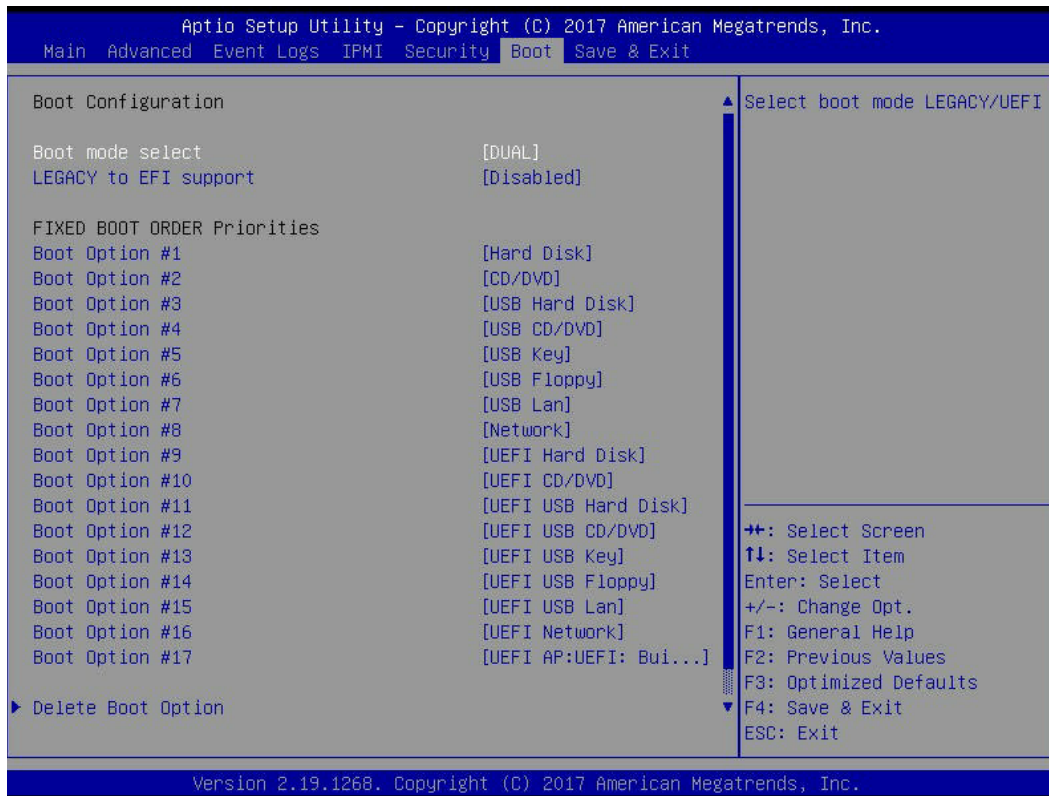 Aptio Setup Utility – Copyright (C) 2017 American Megatrends, Inc.
Main Advanced Event Logs IPMI Security Boot Save & Exit
Boot Configuration
Boot mode select [DUAL]
LEGACY to EFI support [Disabled]
FIXED BOOT ORDER Priorities
Boot Option #1 [Hard Disk]
Boot Option #2 [CD/DVD]
Boot Option #3 [USB Hard Disk]
Boot Option #4 [USB CD/DVD]
Boot Option #5 [USB Key]
Boot Option #6 [USB Floppy]
Boot Option #7 [USB Lan]
Boot Option #8 [Network]
Boot Option #9 [UEFI Hard Disk]
Boot Option #10 [UEFI CD/DVD]
Boot Option #11 [UEFI USB Hard Disk]
Boot Option #12 [UEFI USB CD/DVD]
Boot Option #13 [UEFI USB Key]
Boot Option #14 [UEFI USB Floppy]
Boot Option #15 [UEFI USB Lan]
Boot Option #16 [UEFI Network]
Boot Option #17 [UEFI AP:UEFI: Bui...]
Delete Boot Option
Select boot mode LEGACY/UEFI
→←: Select Screen
↑↓: Select Item
Enter: Select
+/-: Change Opt.
F1: General Help
F2: Previous Values
F3: Optimized Defaults
F4: Save & Exit
ESC: Exit
Version 2.19.1268. Copyright (C) 2017 American Megatrends, Inc.